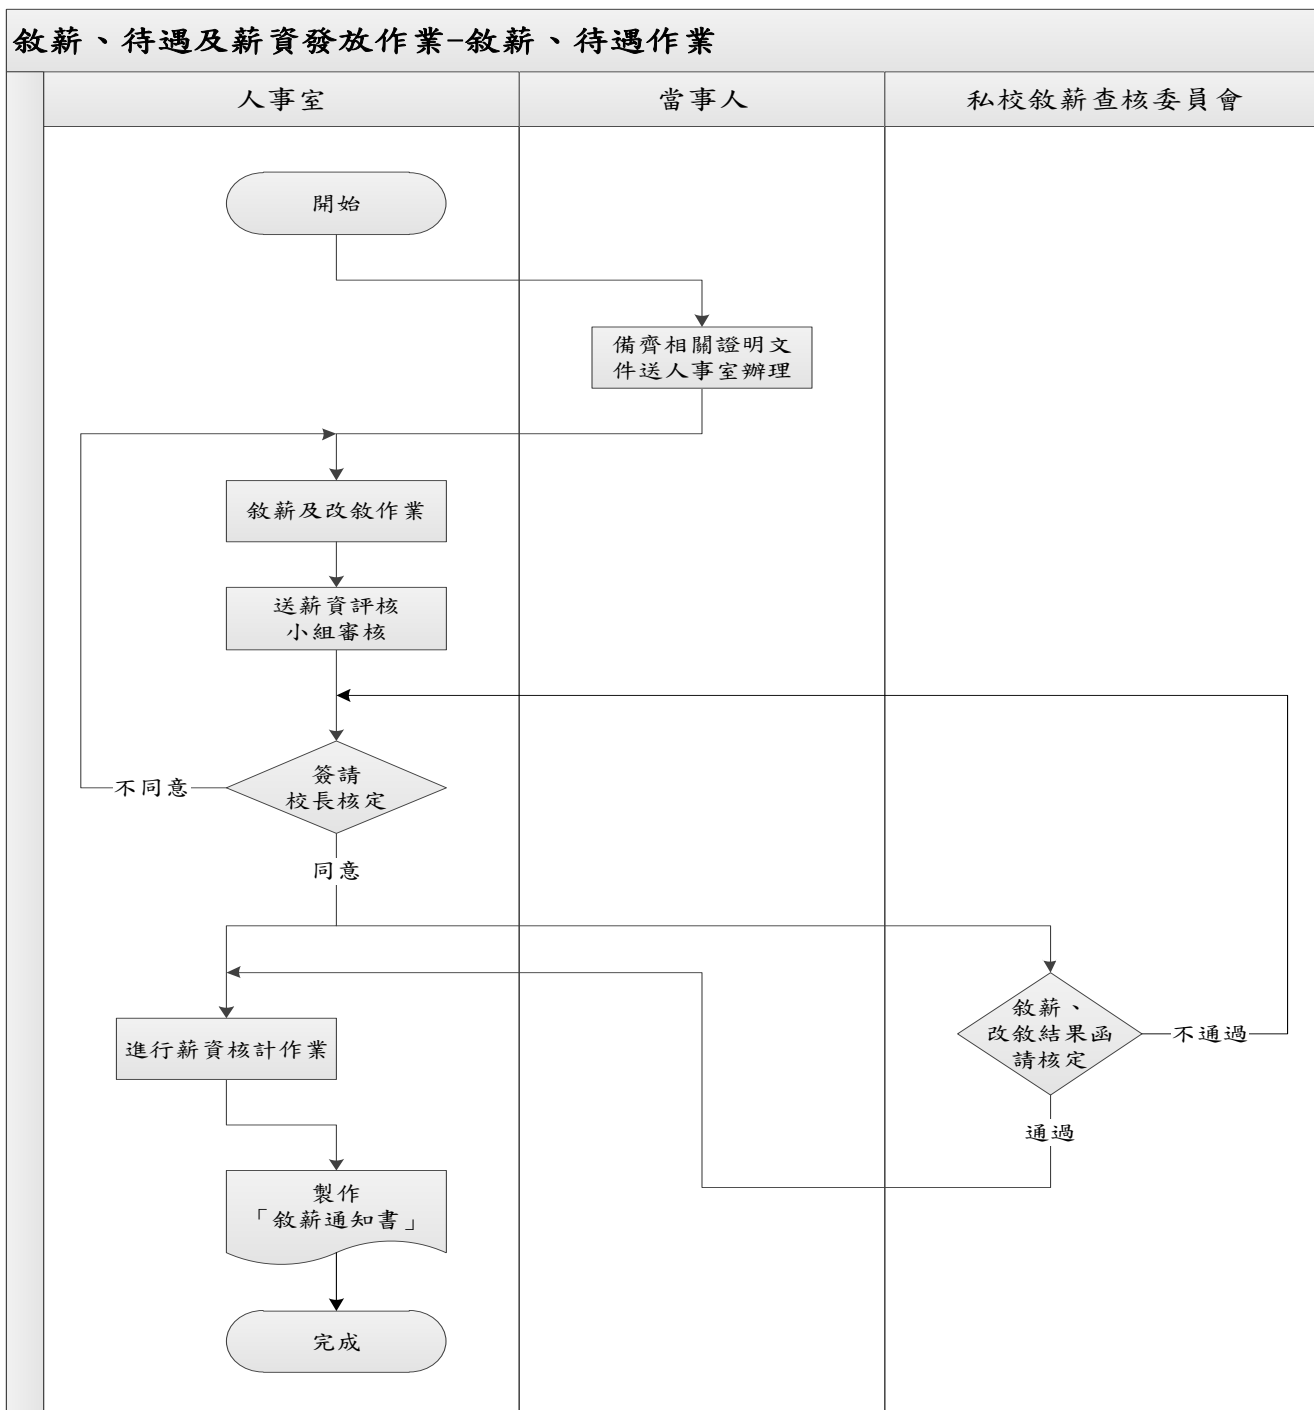 敘薪、待遇及薪資發放作業-敘薪、待遇作業
人事室
當事人
私校敘薪查核委員會
開始
備齊相關證明文
件送人事室辦理
敘薪及改敘作業
送薪資評核
小組審核
簽請
校長核定
不同意
同意
敘薪、
改敘結果函
請核定
不通過
進行薪資核計作業
通過
製作
「敘薪通知書」
完成